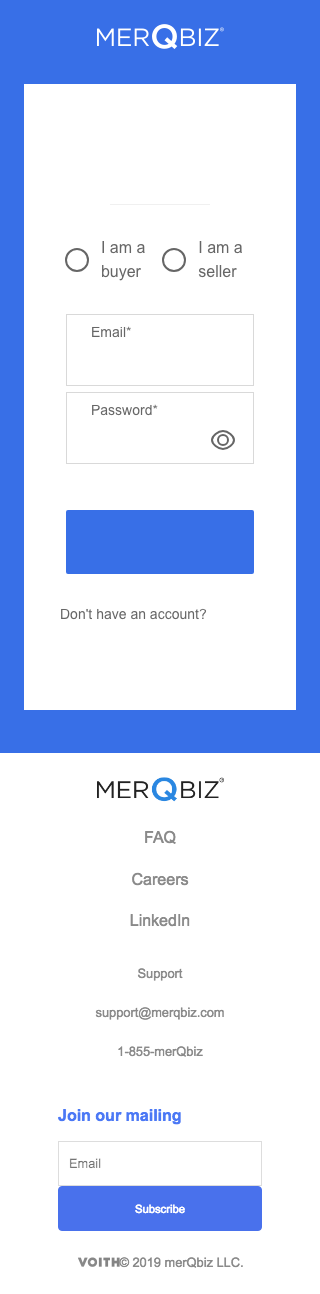 MERQBIZ®
I am a
buyer
I am a
seller
Email*
Password*
Don't have an account?
MERQBIZ®
FAQ
Careers
LinkedIn
Support
support@merqbiz.com
1-855-merQbiz
Join our mailing
Email
Subscribe
VOITH© 2019 merQbiz LLC.